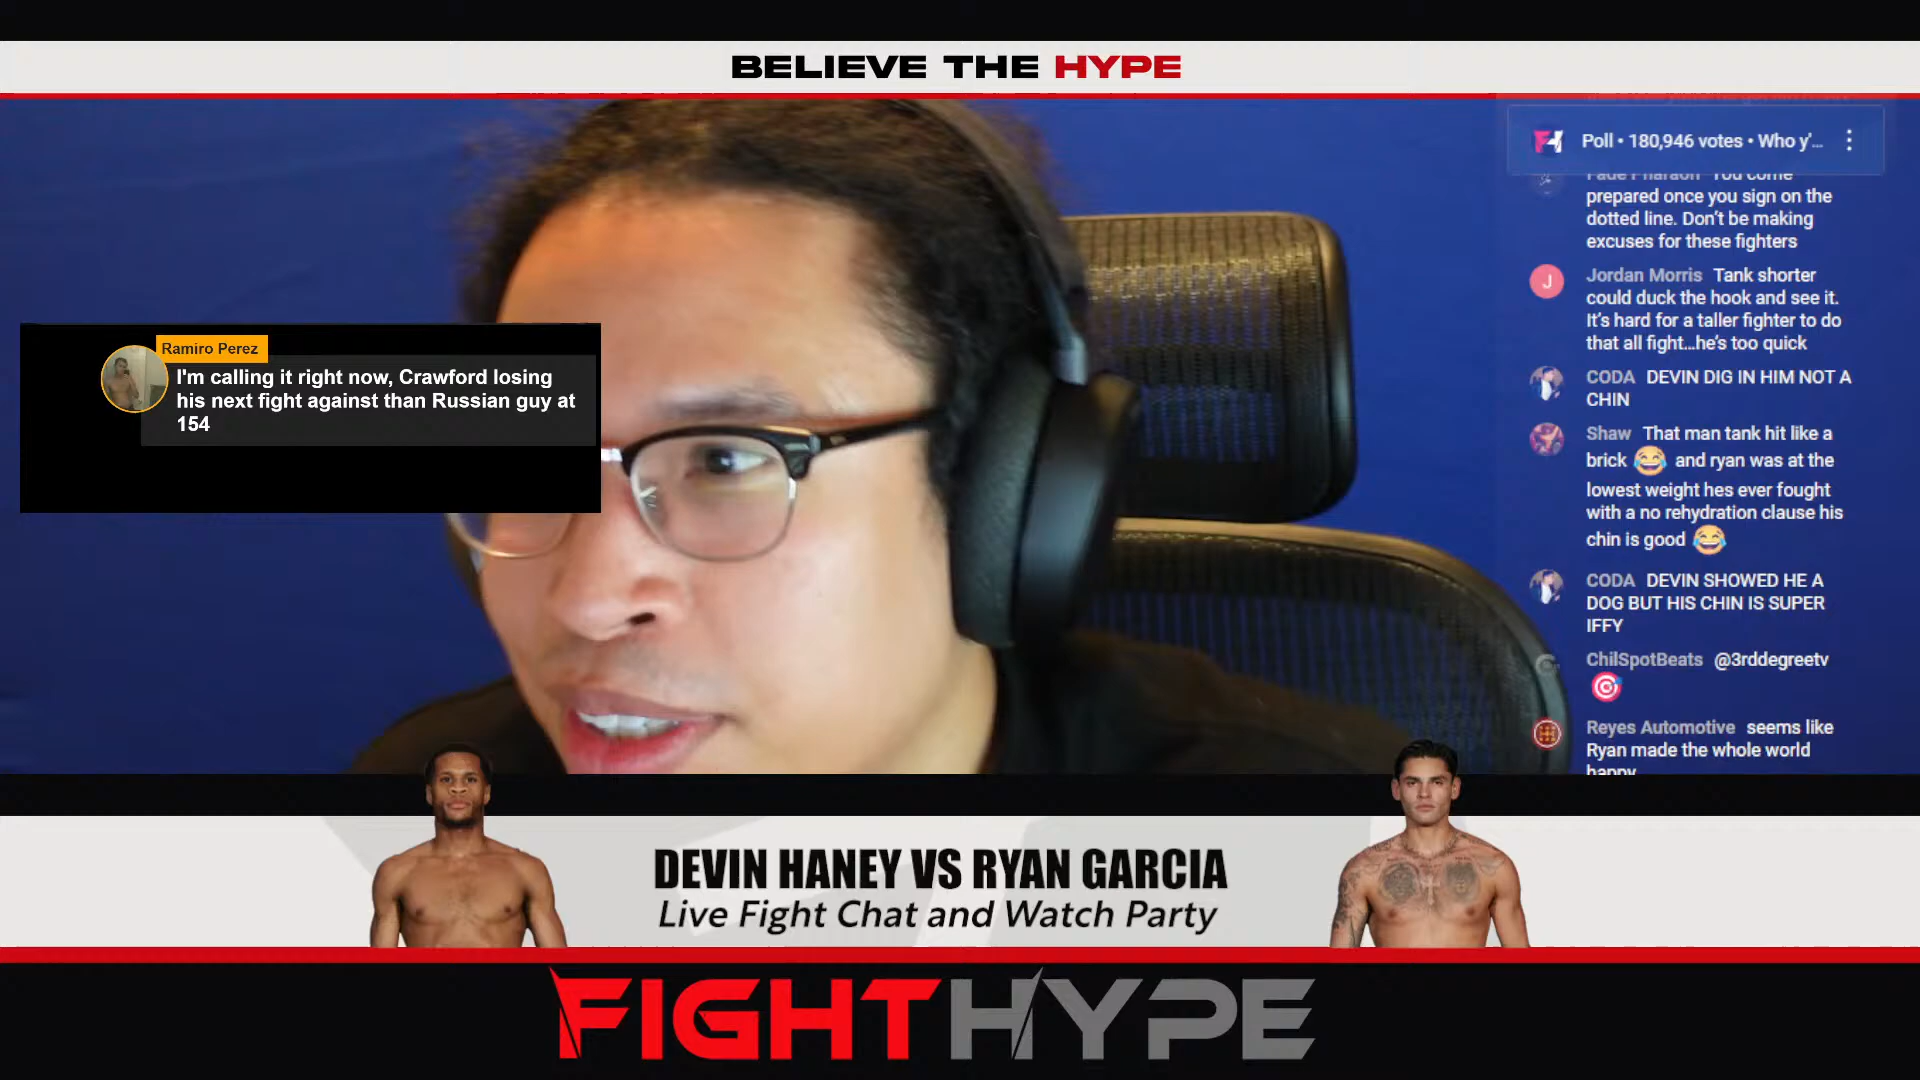 BELIEVE THE HYPE
Poll • 180,946 votes • Who y'...
You come
prepared once you sign on the
dotted line. Don't be making
excuses for these fighters
Jordan Morris Tank shorter
could duck the hook and see it.
It's hard for a taller fighter to do
that all fight...he's too quick
CODA DEVIN DIG IN HIM NOT A
CHIN
Shaw That man tank hit like a
brick 😂 and ryan was at the
lowest weight hes ever fought
with a no rehydration clause his
chin is good 😂
CODA DEVIN SHOWED HE A
DOG BUT HIS CHIN IS SUPER
IFFY
ChilSpotBeats @3rddegreetv
🎯
Reyes Automotive seems like
Ryan made the whole world
happy
Ramiro Perez
I'm calling it right now, Crawford losing
his next fight against than Russian guy at
154
DEVIN HANEY VS RYAN GARCIA
Live Fight Chat and Watch Party
FIGHTHYPE